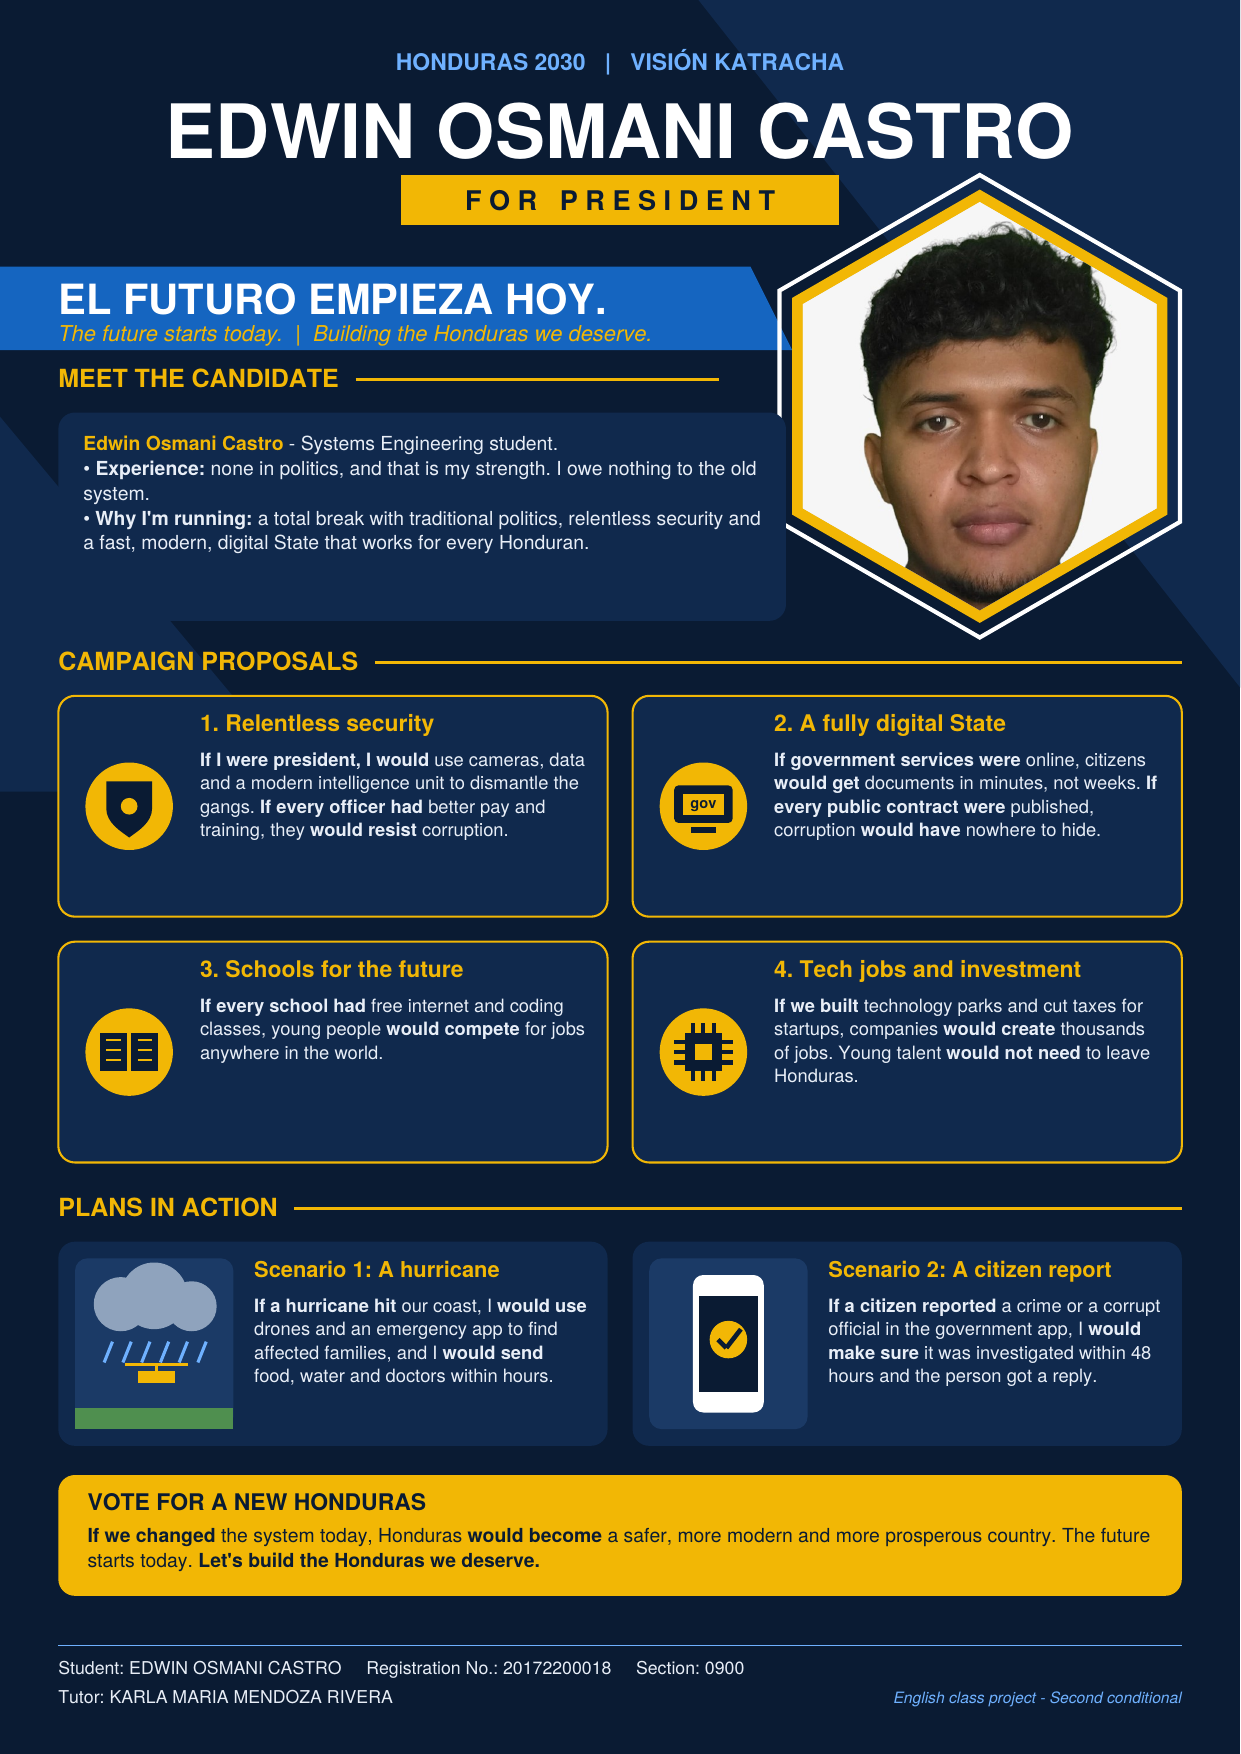 HONDURAS 2030 | VISIÓN KATRACHA
EDWIN OSMANI CASTRO
FOR PRESIDENT
EL FUTURO EMPIEZA HOY.
The future starts today. | Building the Honduras we deserve.
MEET THE CANDIDATE
Edwin Osmani Castro - Systems Engineering student.
• Experience: none in politics, and that is my strength. I owe nothing to the old
system.
• Why I'm running: a total break with traditional politics, relentless security and
a fast, modern, digital State that works for every Honduran.
CAMPAIGN PROPOSALS
1. Relentless security
If I were president, I would use cameras, data
and a modern intelligence unit to dismantle the
gangs. If every officer had better pay and
training, they would resist corruption.
2. A fully digital State
gov
If government services were online, citizens
would get documents in minutes, not weeks. If
every public contract were published,
corruption would have nowhere to hide.
3. Schools for the future
If every school had free internet and coding
classes, young people would compete for jobs
anywhere in the world.
4. Tech jobs and investment
If we built technology parks and cut taxes for
startups, companies would create thousands
of jobs. Young talent would not need to leave
Honduras.
PLANS IN ACTION
Scenario 1: A hurricane
If a hurricane hit our coast, I would use
drones and an emergency app to find
affected families, and I would send
food, water and doctors within hours.
Scenario 2: A citizen report
If a citizen reported a crime or a corrupt
official in the government app, I would
make sure it was investigated within 48
hours and the person got a reply.
VOTE FOR A NEW HONDURAS
If we changed the system today, Honduras would become a safer, more modern and more prosperous country. The future
starts today. Let's build the Honduras we deserve.
Student: EDWIN OSMANI CASTRO Registration No.: 20172200018 Section: 0900
Tutor: KARLA MARIA MENDOZA RIVERA
English class project - Second conditional